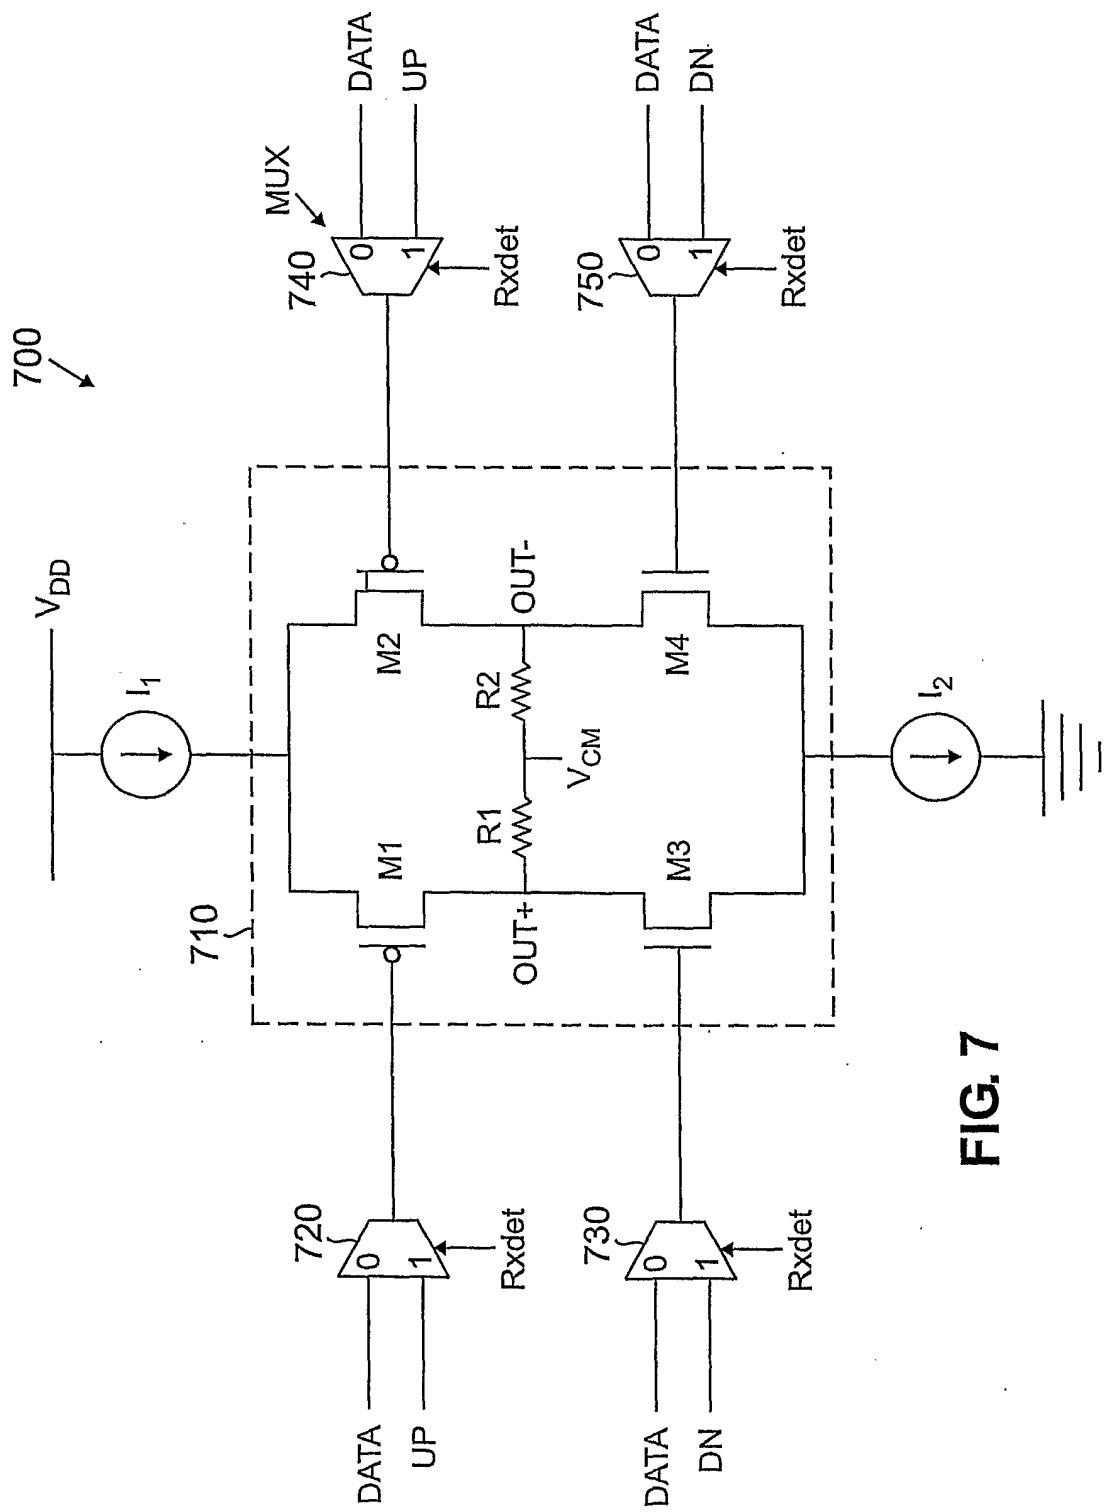 700
V_DD
I_1
710
MUX
720
0
1
DATA
UP
Rxdet
M1
M2
740
0
1
DATA
UP
Rxdet
OUT+
R1
V_CM
R2
OUT-
730
0
1
DATA
DN
Rxdet
M3
M4
750
0
1
DATA
DN
Rxdet
I_2
FIG. 7